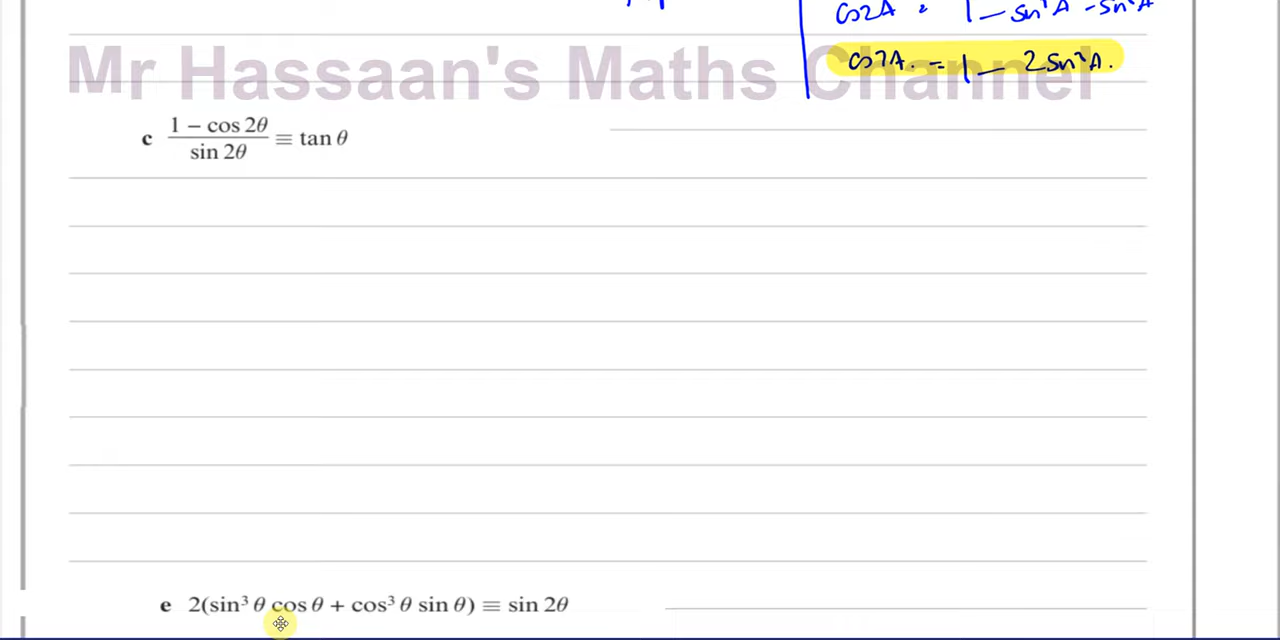 cos2A = 1 – sin²A – sin²A
cos2A = 1 – 2sin²A.
Mr Hassaan's Maths Channel
c (1 − cos 2θ)/(sin 2θ) ≡ tan θ
e 2(sin³ θ cos θ + cos³ θ sin θ) ≡ sin 2θ